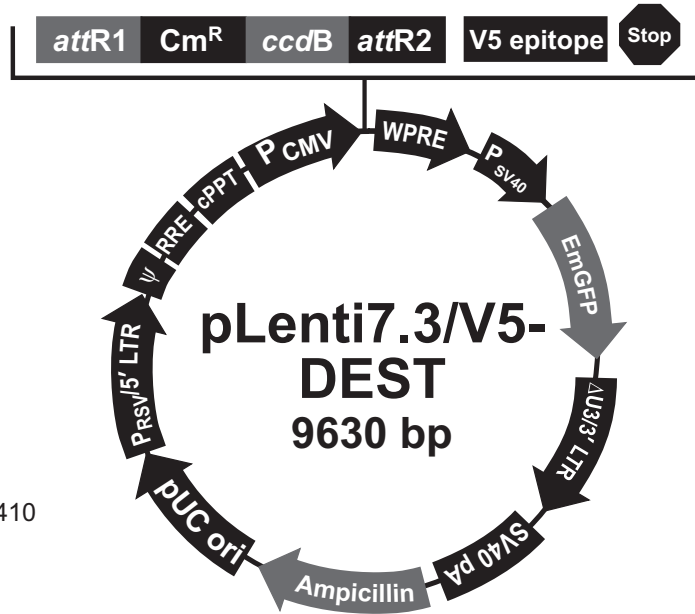 attR1 CmR ccdB attR2 V5 epitope Stop
PCMV
WPRE
PSV40
EmGFP
ΔU3/3′ LTR
SV40 pA
Ampicillin
pUC ori
PRSV/5′ LTR
ψ
RRE
cPPT
pLenti7.3/V5-
DEST
9630 bp
410